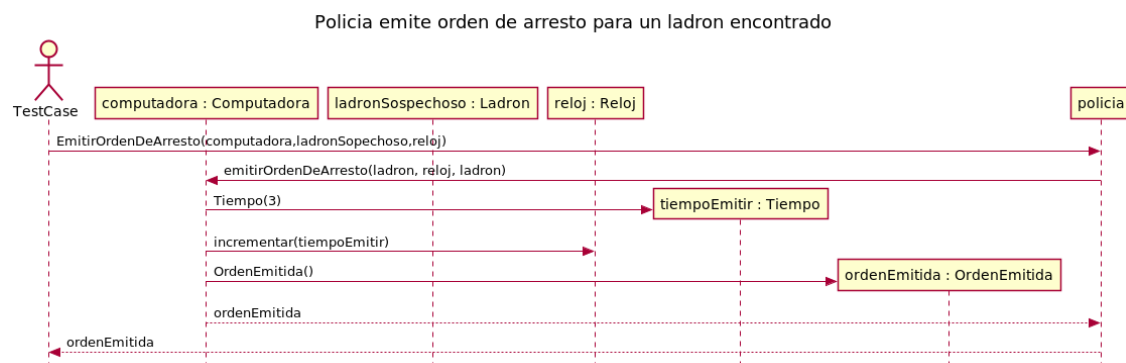 Policia emite orden de arresto para un ladron encontrado
TestCase
computadora : Computadora
ladronSospechoso : Ladron
reloj : Reloj
policia
EmitirOrdenDeArresto(computadora,ladronSopechoso,reloj)
emitirOrdenDeArresto(ladron, reloj, ladron)
Tiempo(3)
tiempoEmitir : Tiempo
incrementar(tiempoEmitir)
OrdenEmitida()
ordenEmitida : OrdenEmitida
ordenEmitida
ordenEmitida